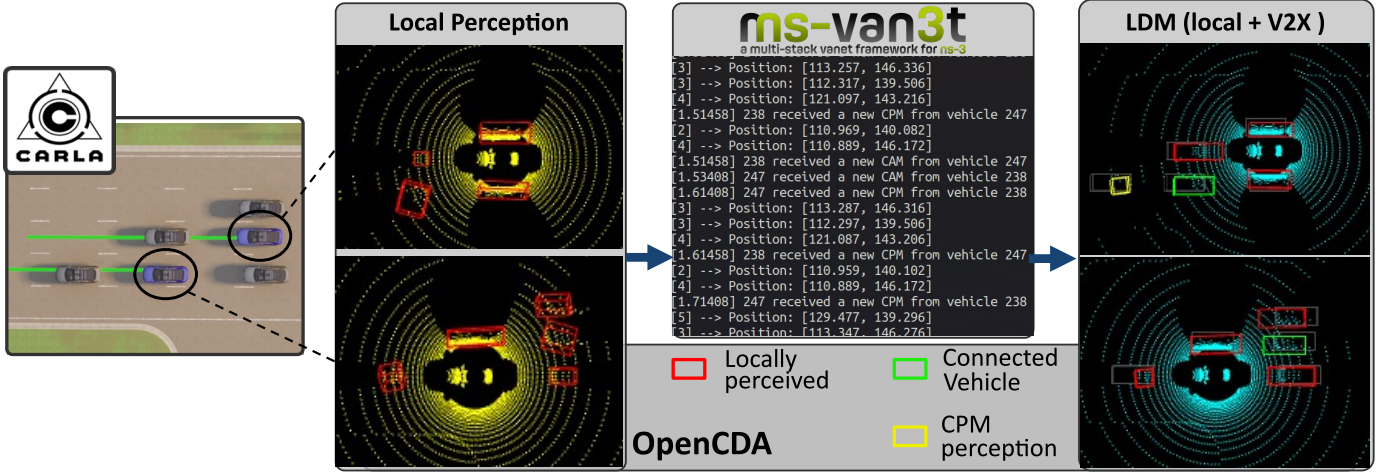 CARLA
Local Perception
ms-van3t
a multi-stack vanet framework for ns-3
[3] --> Position: [113.257, 146.336]
[3] --> Position: [112.317, 139.506]
[4] --> Position: [121.097, 143.216]
[1.51458] 238 received a new CPM from vehicle 247
[2] --> Position: [110.969, 140.082]
[4] --> Position: [110.889, 146.172]
[1.51458] 238 received a new CAM from vehicle 247
[1.53408] 247 received a new CAM from vehicle 238
[1.61408] 247 received a new CPM from vehicle 238
[3] --> Position: [113.287, 146.316]
[3] --> Position: [112.297, 139.506]
[4] --> Position: [121.087, 143.206]
[1.61458] 238 received a new CPM from vehicle 247
[2] --> Position: [110.959, 140.102]
[4] --> Position: [110.889, 146.172]
[1.71408] 247 received a new CPM from vehicle 238
[5] --> Position: [129.477, 139.296]
[3] --> Position: [113.347, 146.276]
LDM (local + V2X )
Locally
perceived
Connected
Vehicle
CPM
perception
OpenCDA